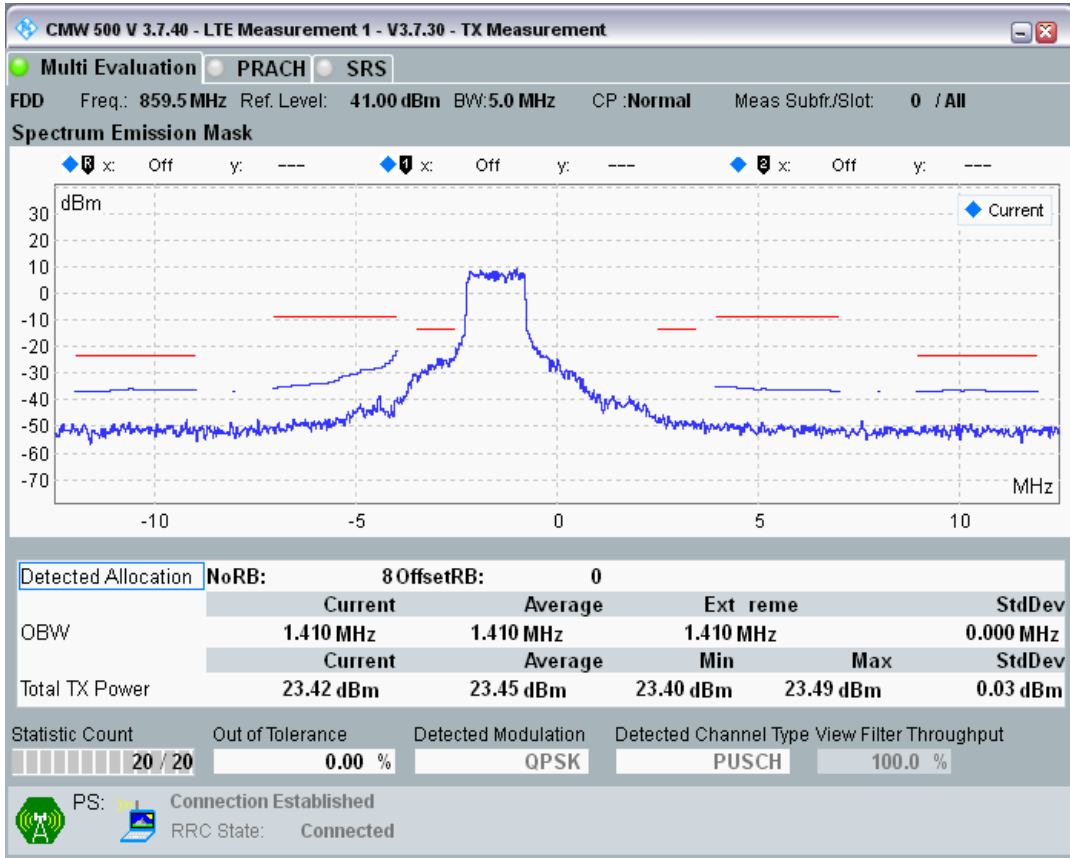 CMW 500 V 3.7.40 - LTE Measurement 1 - V3.7.30 - TX Measurement
Multi Evaluation PRACH SRS
FDD Freq.: 859.5 MHz Ref. Level: 41.00 dBm BW: 5.0 MHz CP : Normal Meas Subfr./Slot: 0 / All
Spectrum Emission Mask
R x: Off y: --- 1 x: Off y: --- 2 x: Off y: ---
dBm
Current
30
20
10
0
-10
-20
-30
-40
-50
-60
-70
MHz
-10 -5 0 5 10
Detected Allocation NoRB: 8 OffsetRB: 0
Current Average Ext reme StdDev
OBW 1.410 MHz 1.410 MHz 1.410 MHz 0.000 MHz
Current Average Min Max StdDev
Total TX Power 23.42 dBm 23.45 dBm 23.40 dBm 23.49 dBm 0.03 dBm
Statistic Count Out of Tolerance Detected Modulation Detected Channel Type View Filter Throughput
20 / 20 0.00 % QPSK PUSCH 100.0 %
PS: Connection Established
RRC State: Connected